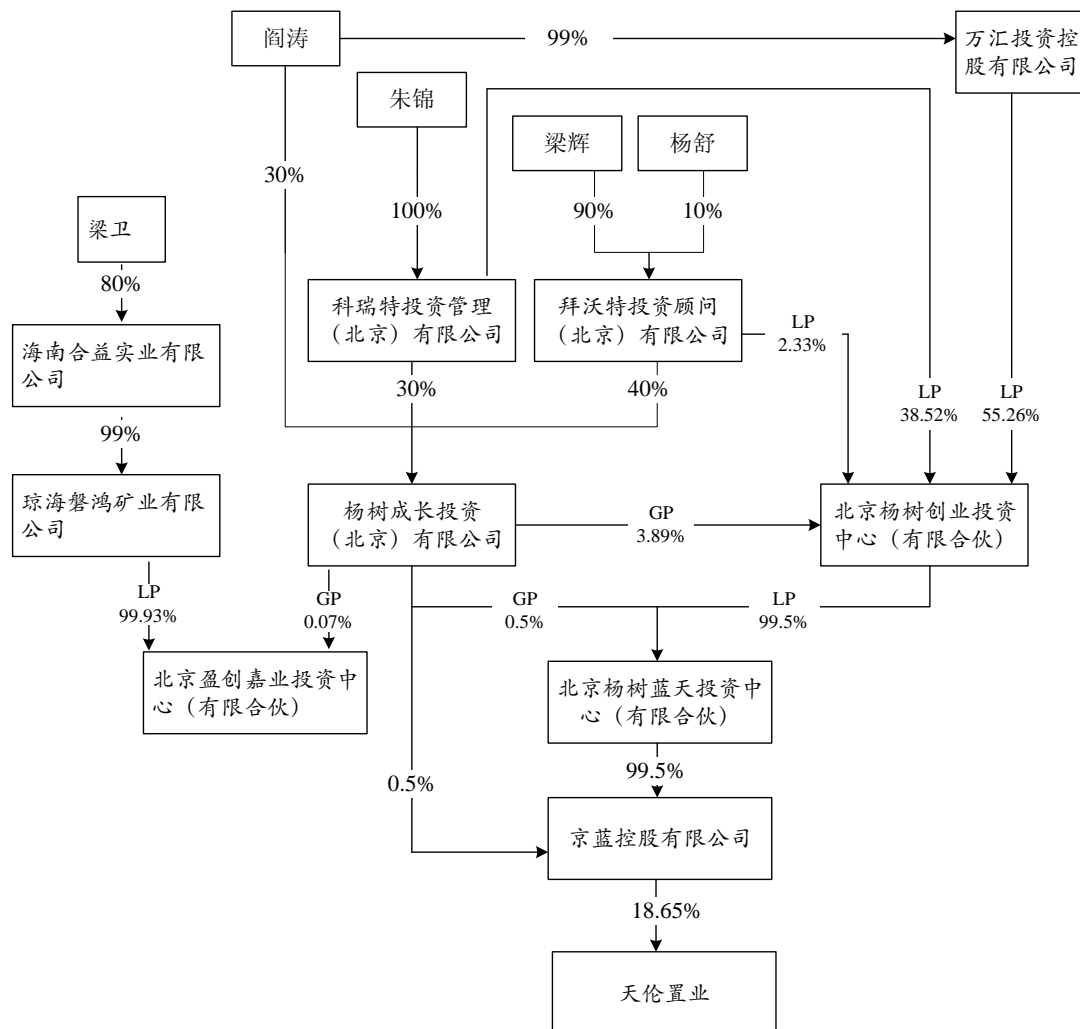 阎涛
99%
万汇投资控
股有限公司
朱锦
梁辉
杨舒
30%
100%
90%
10%
梁卫
80%
科瑞特投资管理
（北京）有限公司
拜沃特投资顾问
（北京）有限公司
LP
2.33%
海南合益实业有限
公司
30%
40%
LP
38.52%
LP
55.26%
99%
琼海磐鸿矿业有限
公司
杨树成长投资
（北京）有限公司
GP
3.89%
北京杨树创业投资
中心（有限合伙）
LP
99.93%
GP
0.07%
GP
0.5%
LP
99.5%
北京盈创嘉业投资中
心（有限合伙）
北京杨树蓝天投资中
心（有限合伙）
0.5%
99.5%
京蓝控股有限公司
18.65%
天伦置业